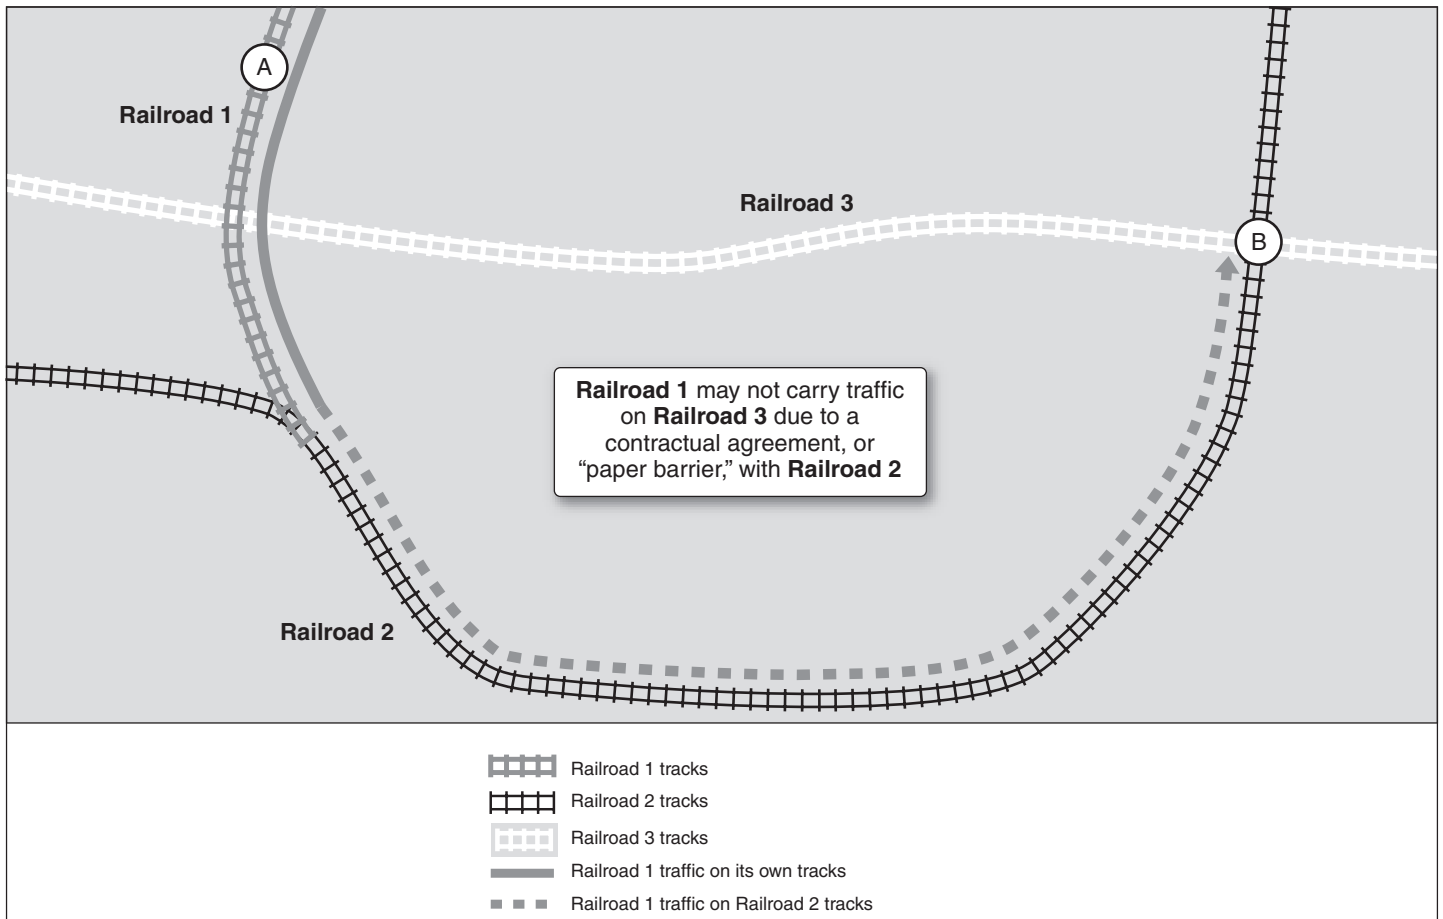 A
Railroad 1
Railroad 3
B
Railroad 1 may not carry traffic
on Railroad 3 due to a
contractual agreement, or
“paper barrier,” with Railroad 2
Railroad 2
Railroad 1 tracks
Railroad 2 tracks
Railroad 3 tracks
Railroad 1 traffic on its own tracks
Railroad 1 traffic on Railroad 2 tracks